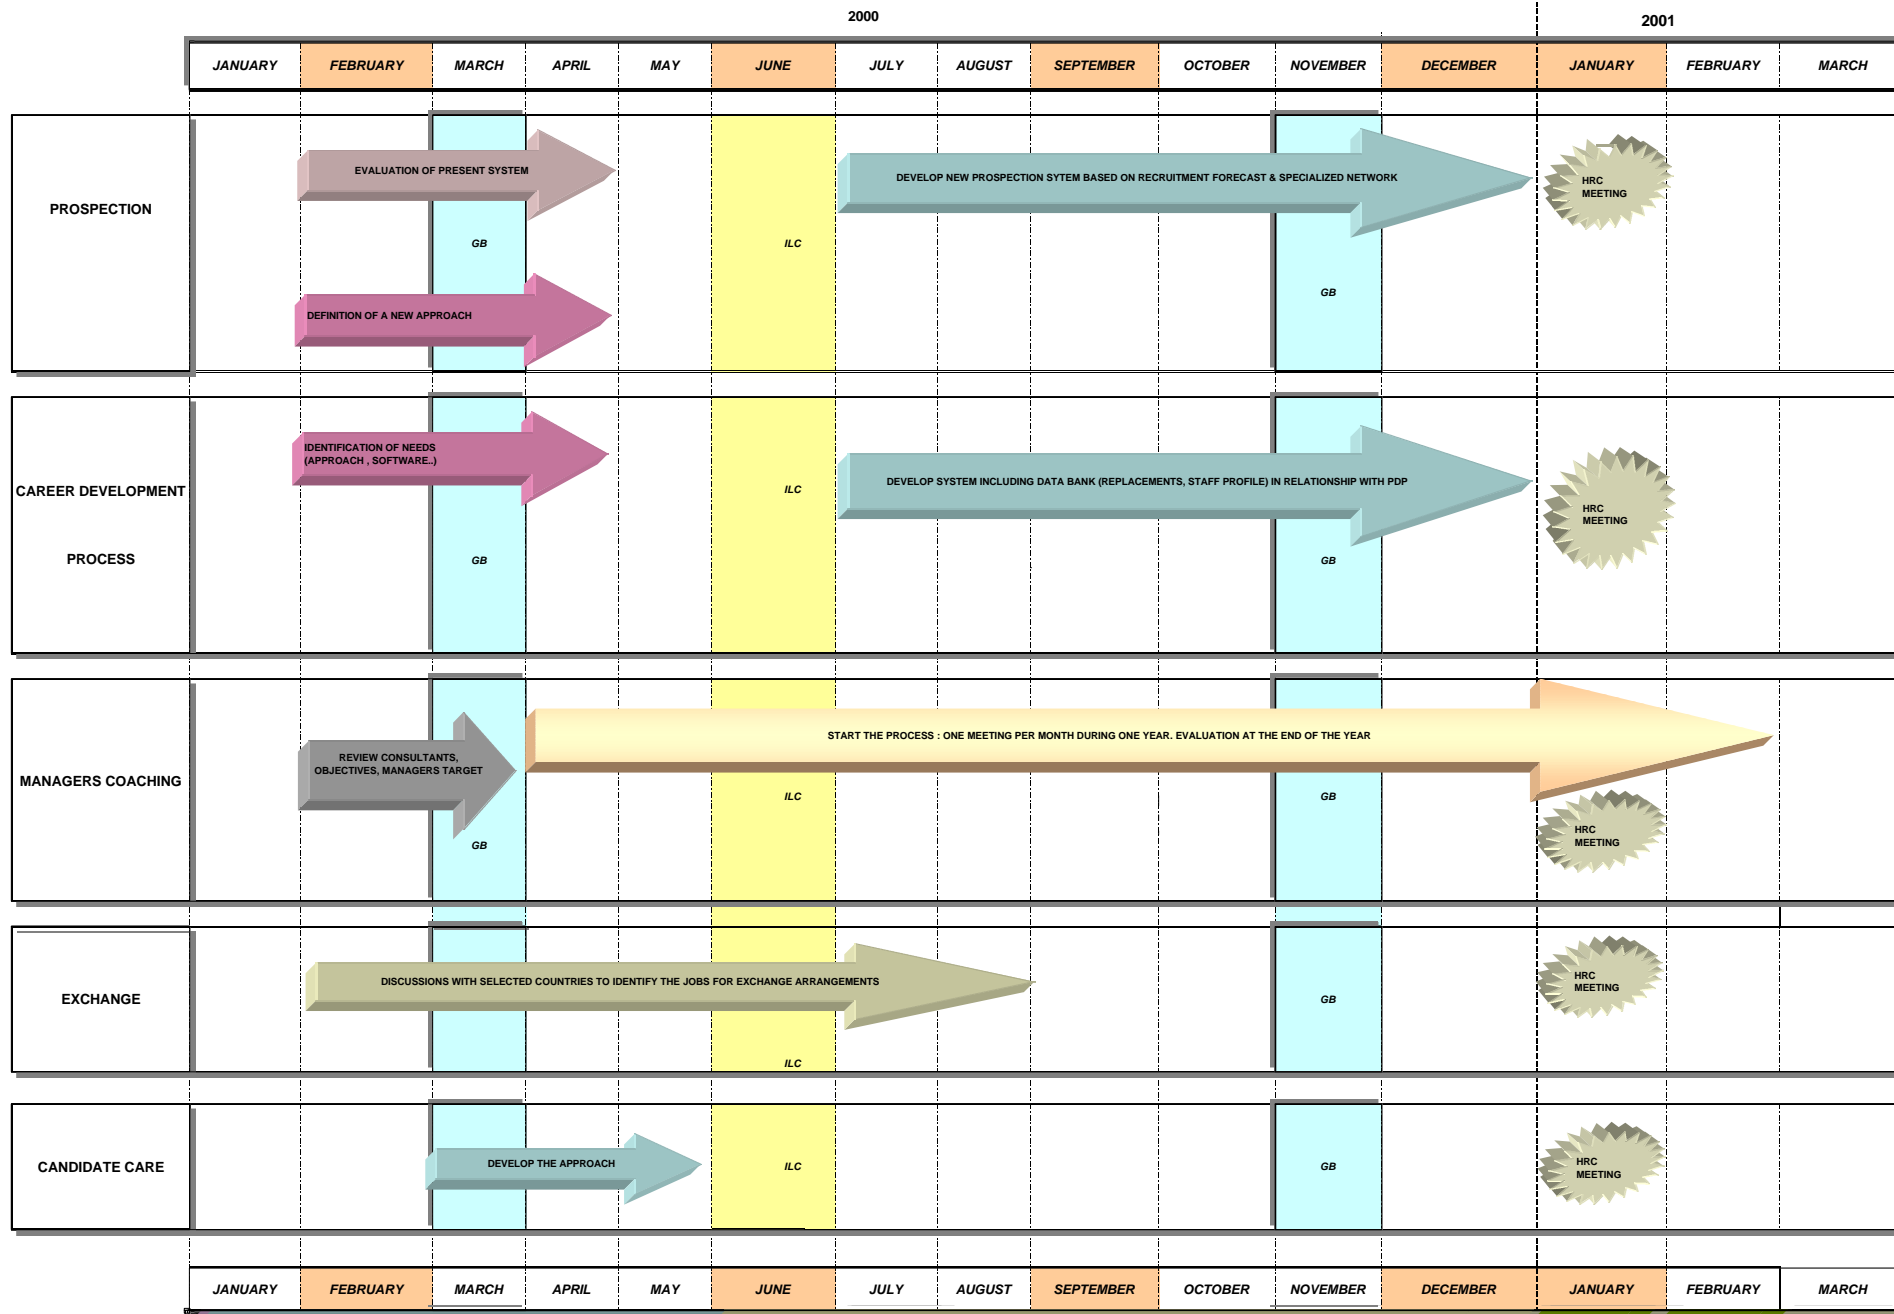 2000
2001
JANUARY FEBRUARY MARCH APRIL MAY JUNE JULY AUGUST SEPTEMBER OCTOBER NOVEMBER DECEMBER JANUARY FEBRUARY MARCH
PROSPECTION
EVALUATION OF PRESENT SYSTEM
DEVELOP NEW PROSPECTION SYTEM BASED ON RECRUITMENT FORECAST & SPECIALIZED NETWORK
HRC
MEETING
GB
ILC
GB
DEFINITION OF A NEW APPROACH
CAREER DEVELOPMENT
PROCESS
IDENTIFICATION OF NEEDS
(APPROACH , SOFTWARE..)
ILC
DEVELOP SYSTEM INCLUDING DATA BANK (REPLACEMENTS, STAFF PROFILE) IN RELATIONSHIP WITH PDP
HRC
MEETING
GB
GB
MANAGERS COACHING
REVIEW CONSULTANTS,
OBJECTIVES, MANAGERS TARGET
START THE PROCESS : ONE MEETING PER MONTH DURING ONE YEAR. EVALUATION AT THE END OF THE YEAR
ILC
GB
GB
HRC
MEETING
EXCHANGE
DISCUSSIONS WITH SELECTED COUNTRIES TO IDENTIFY THE JOBS FOR EXCHANGE ARRANGEMENTS
GB
HRC
MEETING
ILC
CANDIDATE CARE
DEVELOP THE APPROACH
ILC
GB
HRC
MEETING
JANUARY FEBRUARY MARCH APRIL MAY JUNE JULY AUGUST SEPTEMBER OCTOBER NOVEMBER DECEMBER JANUARY FEBRUARY MARCH